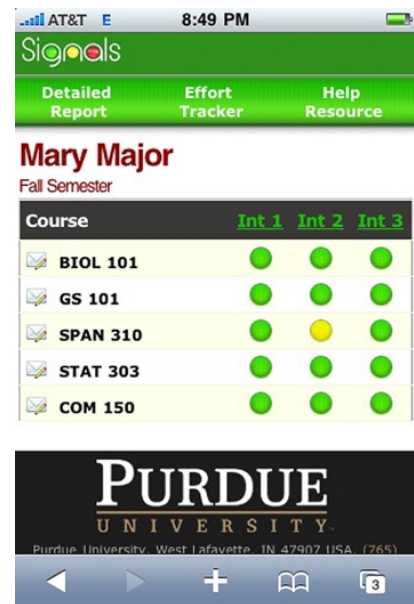 AT&T E 8:49 PM
Signals
Detailed Report Effort Tracker Help Resource
Mary Major
Fall Semester
Course Int 1 Int 2 Int 3
BIOL 101
GS 101
SPAN 310
STAT 303
COM 150
PURDUE
UNIVERSITY
Purdue University, West Lafayette, IN 47907 USA, (765)
3